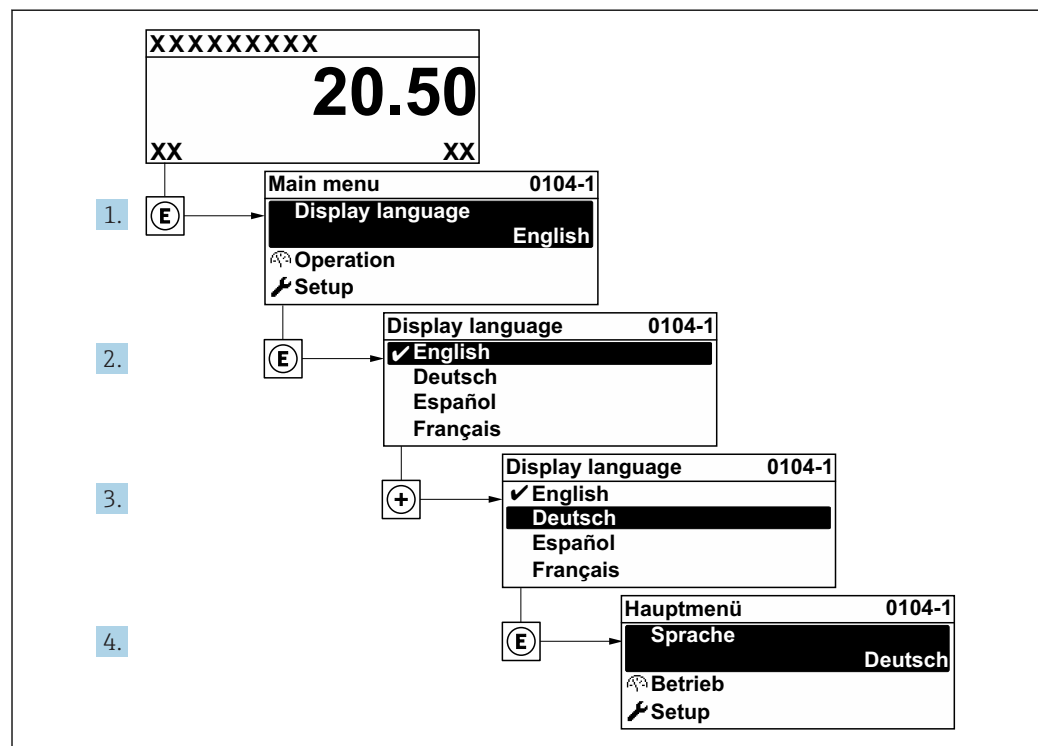 XXXXXXXXX
20.50
XX XX
1.
E
Main menu 0104-1
Display language
English
Operation
Setup
2.
E
Display language 0104-1
✔English
Deutsch
Español
Français
3.
+
Display language 0104-1
✔English
Deutsch
Español
Français
4.
E
Hauptmenü 0104-1
Sprache
Deutsch
Betrieb
Setup